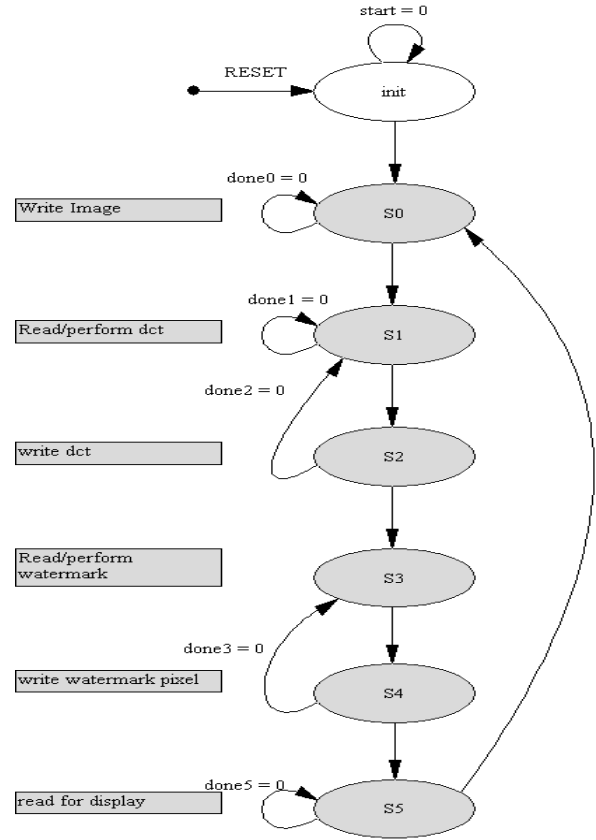 start = 0
RESET
init
done0 = 0
Write Image
S0
done1 = 0
Read/perform dct
S1
done2 = 0
write dct
S2
Read/perform
watermark
S3
done3 = 0
write watermark pixel
S4
done5 = 0
read for display
S5